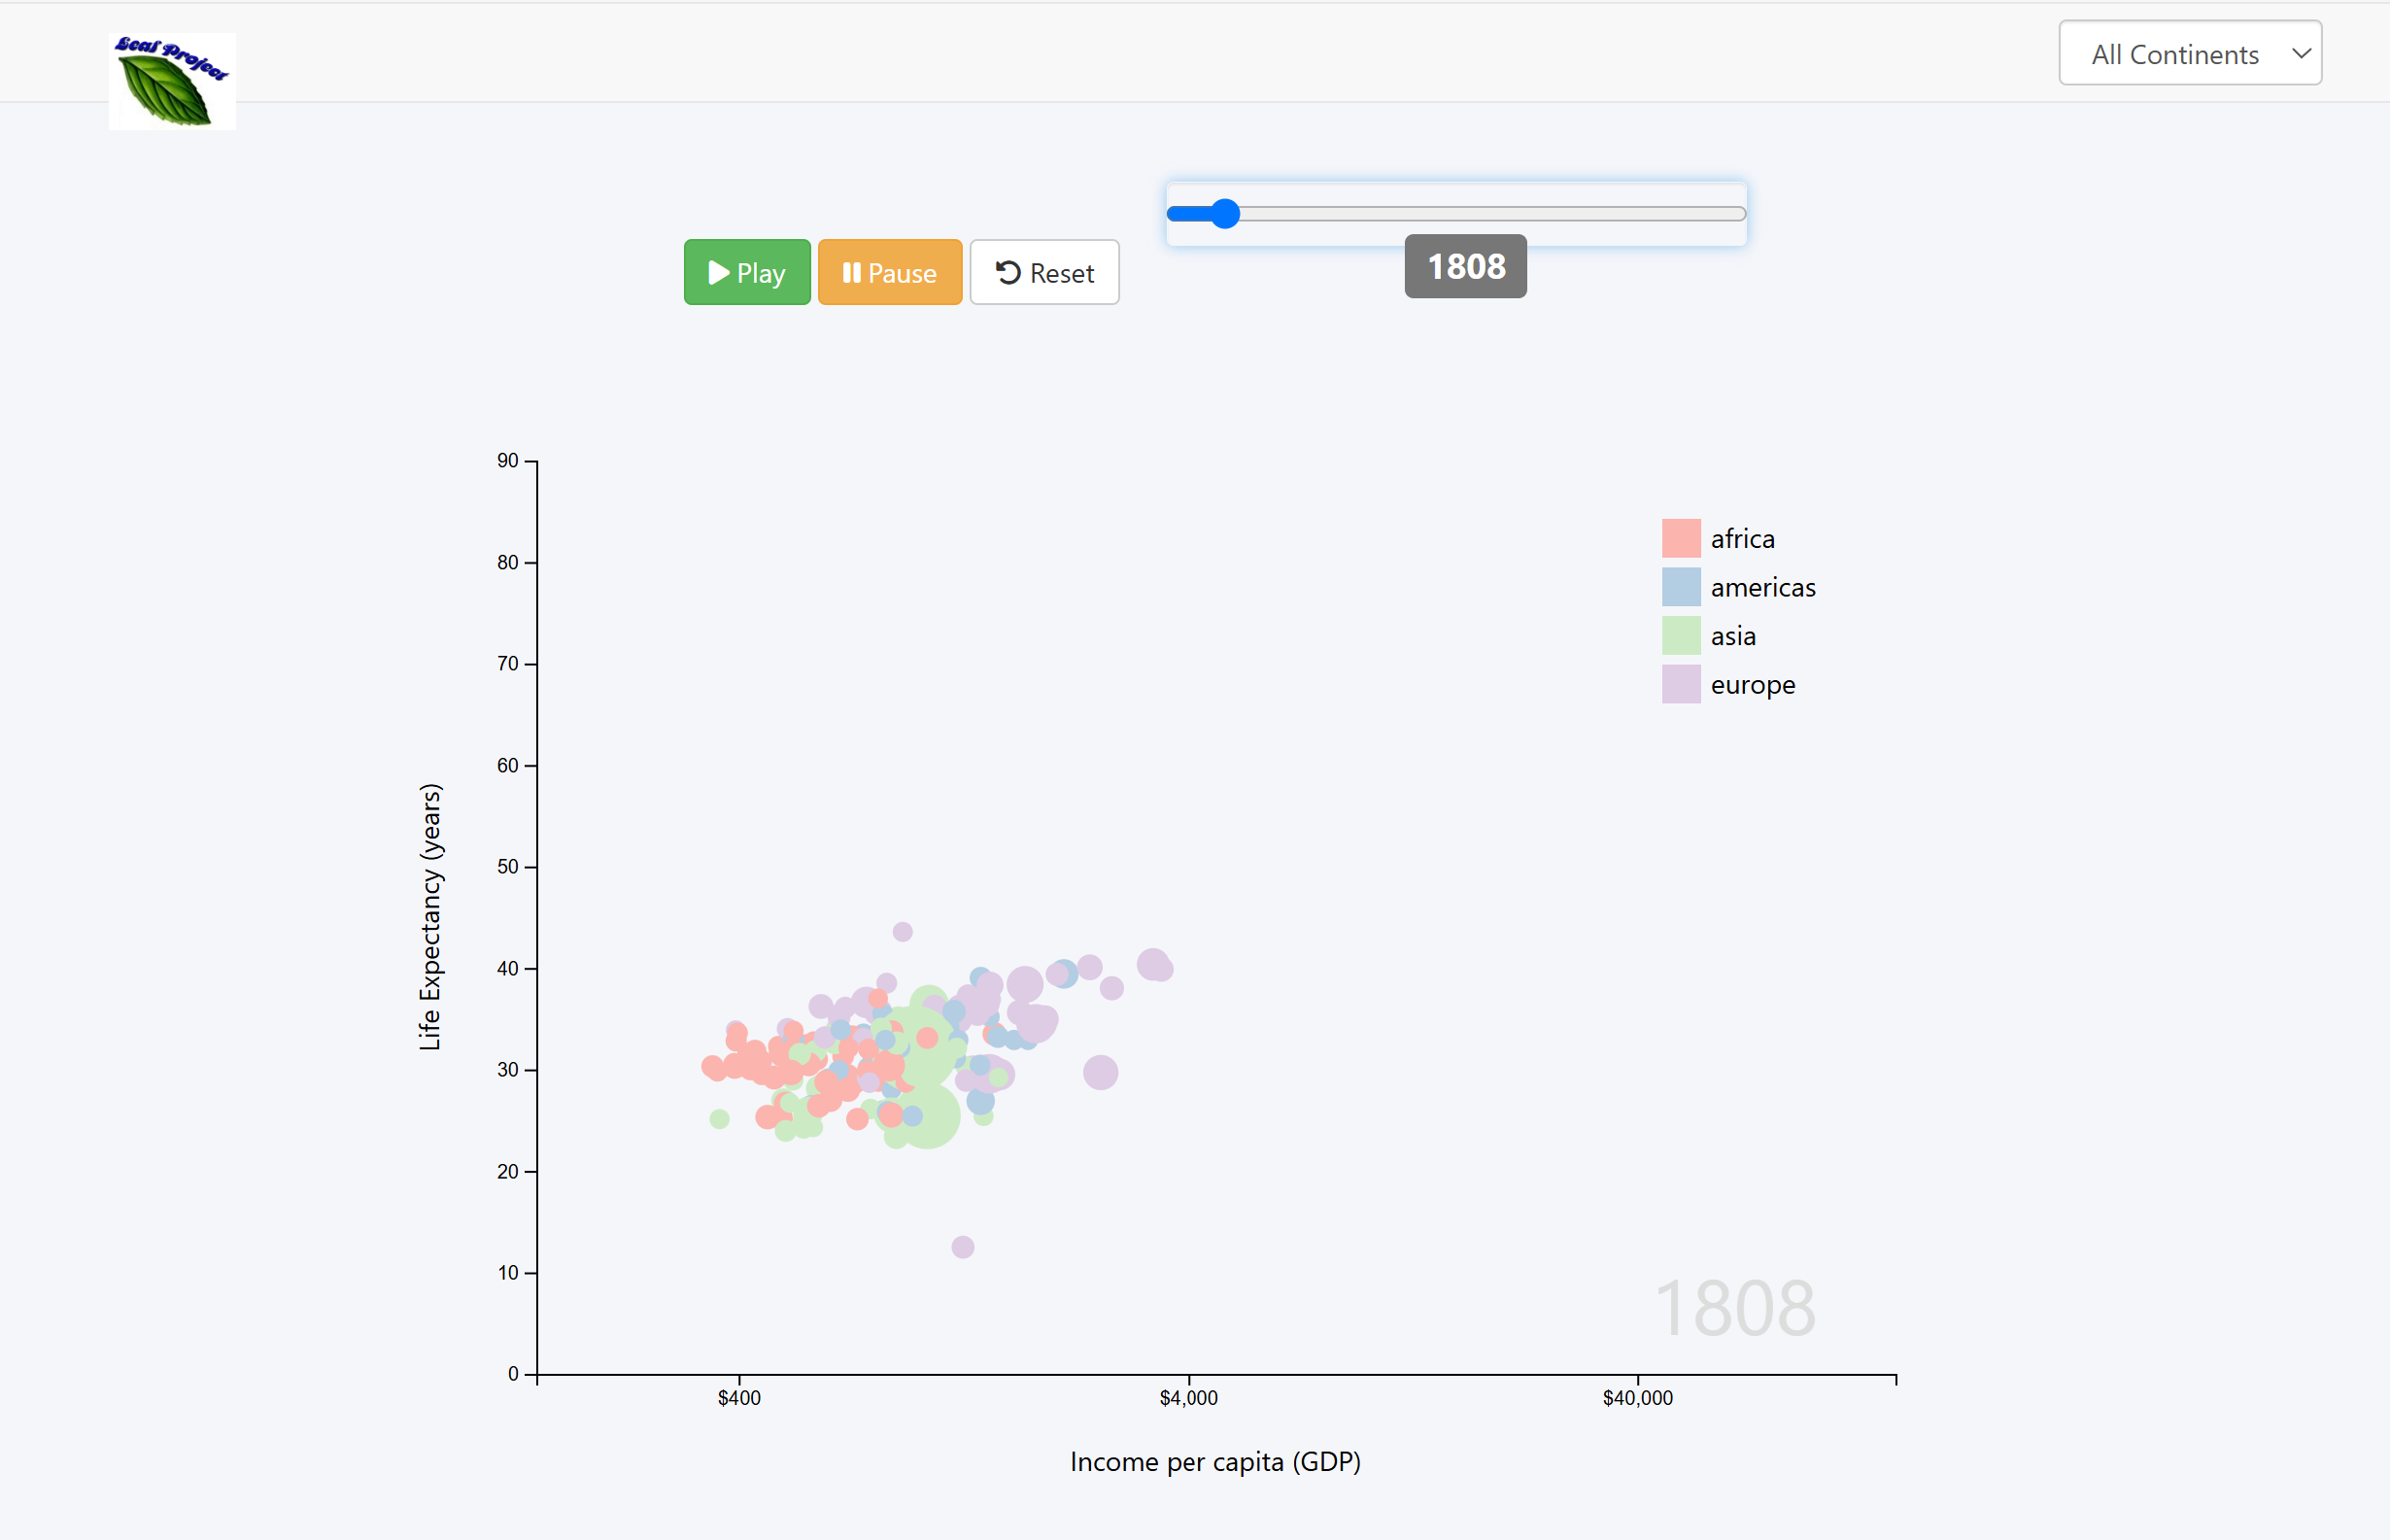 Leaf Project
All Continents
Play
Pause
Reset
1808
90
80
70
60
50
40
30
20
10
0
Life Expectancy (years)
africa
americas
asia
europe
1808
$400
$4,000
$40,000
Income per capita (GDP)